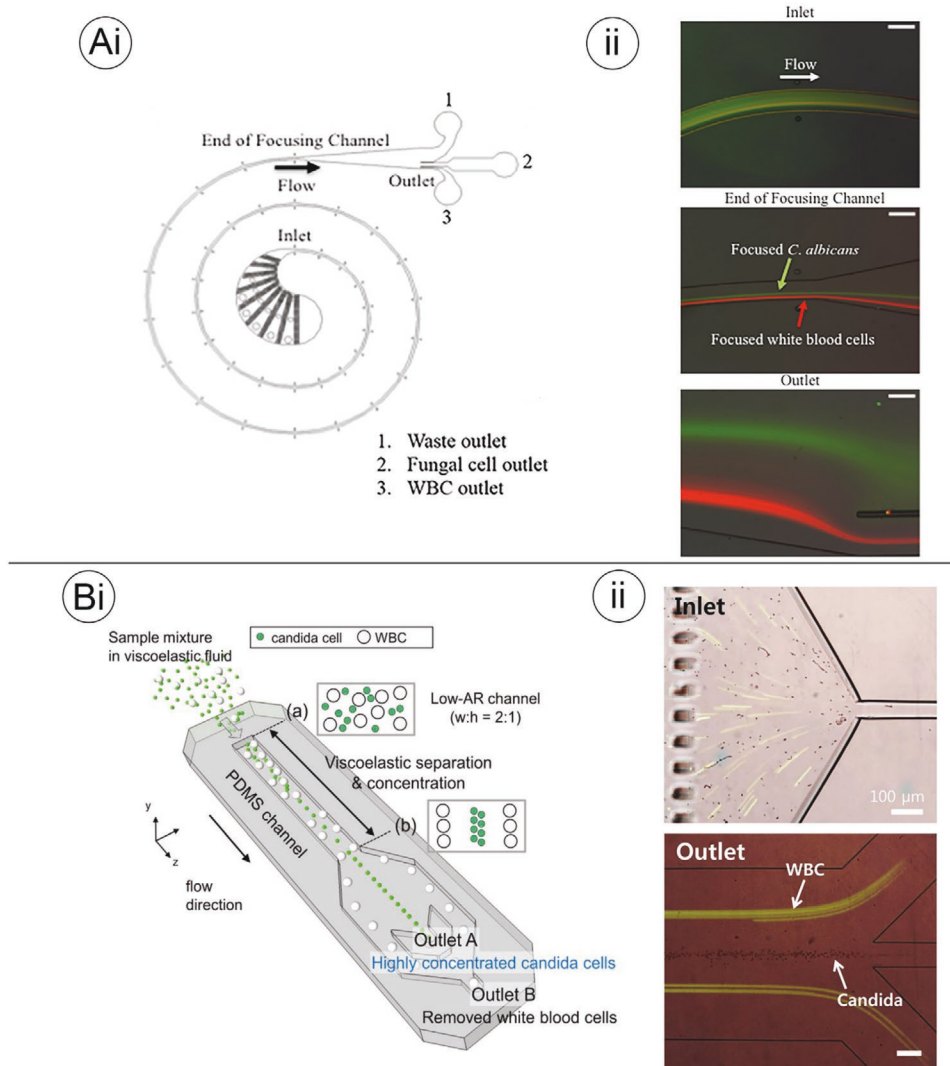 Ai
End of Focusing Channel
Flow
Inlet
Outlet
1
2
3
1. Waste outlet
2. Fungal cell outlet
3. WBC outlet
ii
Inlet
Flow
End of Focusing Channel
Focused C. albicans
Focused white blood cells
Outlet
Bi
Sample mixture
in viscoelastic fluid
candida cell
WBC
(a)
Low-AR channel
(w:h = 2:1)
Viscoelastic separation
& concentration
PDMS channel
(b)
y
z
flow
direction
Outlet A
Highly concentrated candida cells
Outlet B
Removed white blood cells
ii
Inlet
100 μm
Outlet
WBC
Candida